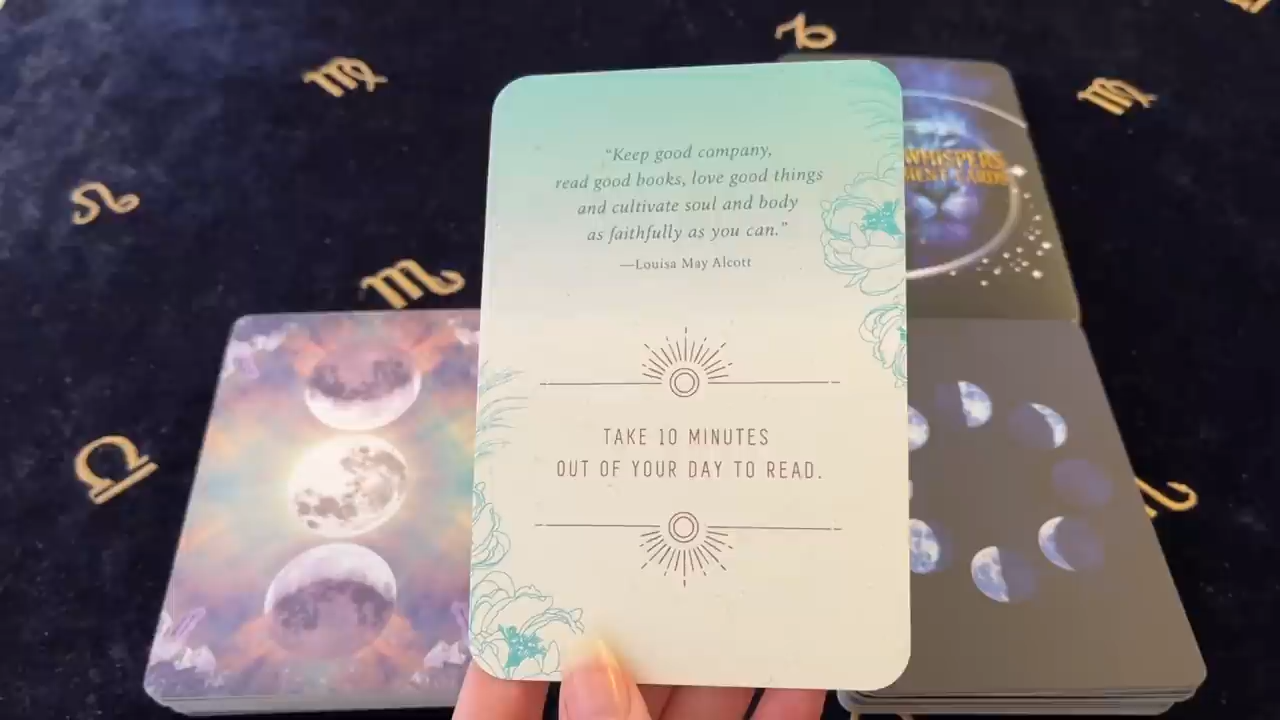 “Keep good company,
read good books, love good things
and cultivate soul and body
as faithfully as you can.”
—Louisa May Alcott
TAKE 10 MINUTES
OUT OF YOUR DAY TO READ.
WHISPERS
CARDS